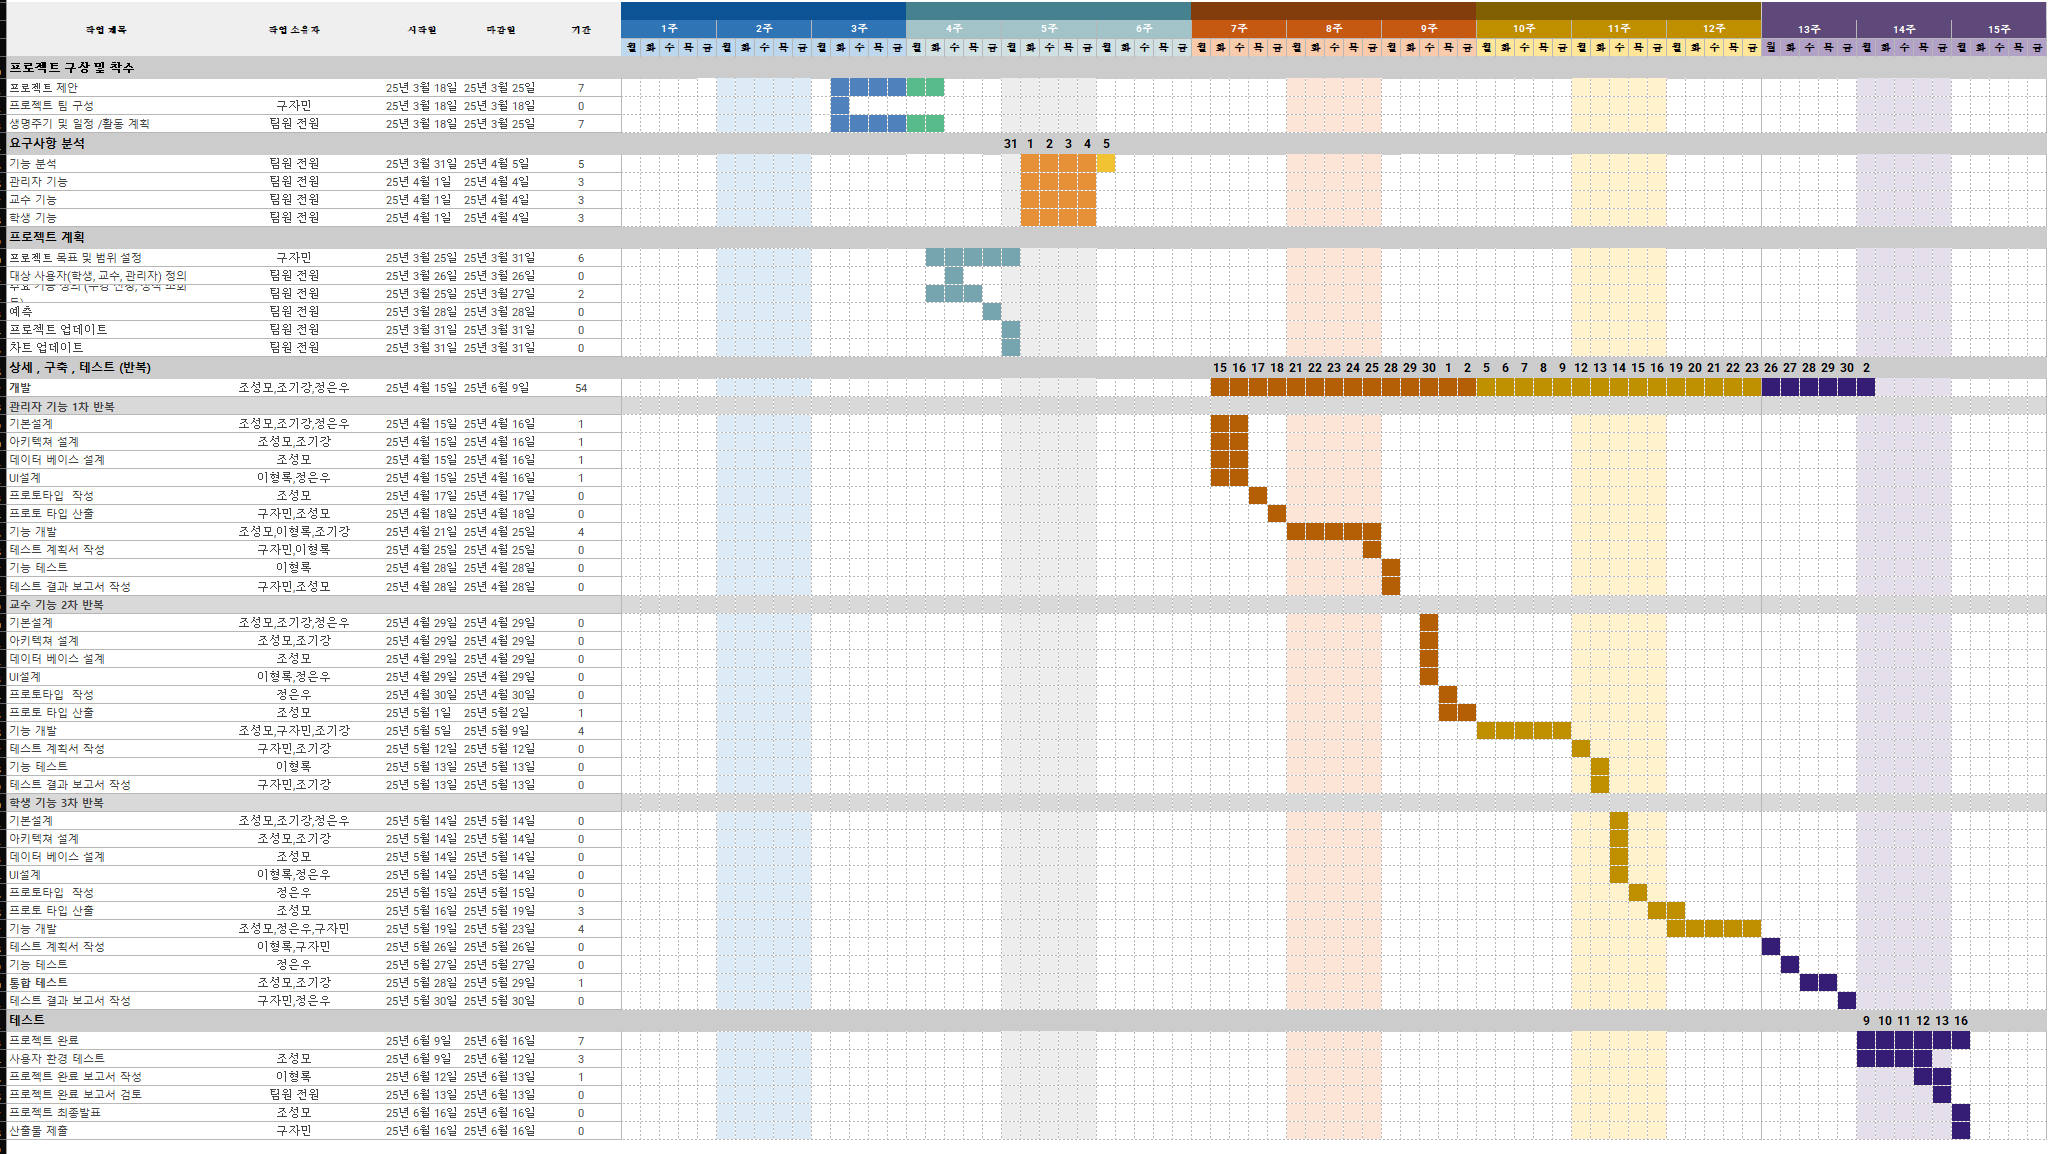 작업 제목 작업 소유자 시작일 마감일 기간
1주 2주 3주 4주 5주 6주 7주 8주 9주 10주 11주 12주 13주 14주 15주
월 화 수 목 금 월 화 수 목 금 월 화 수 목 금 월 화 수 목 금 월 화 수 목 금 월 화 수 목 금 월 화 수 목 금 월 화 수 목 금 월 화 수 목 금 월 화 수 목 금 월 화 수 목 금 월 화 수 목 금 월 화 수 목 금 월 화 수 목 금 월 화 수 목 금
프로젝트 구상 및 착수
프로젝트 제안 25년 3월 18일 25년 3월 25일 7
프로젝트 팀 구성 구자민 25년 3월 18일 25년 3월 18일 0
생명주기 및 일정 /활동 계획 팀원 전원 25년 3월 18일 25년 3월 25일 7
요구사항 분석 31 1 2 3 4 5
기능 분석 팀원 전원 25년 3월 31일 25년 4월 5일 5
관리자 기능 팀원 전원 25년 4월 1일 25년 4월 4일 3
교수 기능 팀원 전원 25년 4월 1일 25년 4월 4일 3
학생 기능 팀원 전원 25년 4월 1일 25년 4월 4일 3
프로젝트 계획
프로젝트 목표 및 범위 설정 구자민 25년 3월 25일 25년 3월 31일 6
대상 사용자(학생, 교수, 관리자) 정의 팀원 전원 25년 3월 26일 25년 3월 26일 0
주요 기능 정의 (수강 신청, 성적 조회 팀원 전원 25년 3월 25일 25년 3월 27일 2
예측 팀원 전원 25년 3월 28일 25년 3월 28일 0
프로젝트 업데이트 팀원 전원 25년 3월 31일 25년 3월 31일 0
차트 업데이트 팀원 전원 25년 3월 31일 25년 3월 31일 0
상세 , 구축 , 테스트 (반복) 15 16 17 18 21 22 23 24 25 28 29 30 1 2 5 6 7 8 9 12 13 14 15 16 19 20 21 22 23 26 27 28 29 30 2
개발 조성모,조기강,정은우 25년 4월 15일 25년 6월 9일 54
관리자 기능 1차 반복
기본설계 조성모,조기강,정은우 25년 4월 15일 25년 4월 16일 1
아키텍쳐 설계 조성모,조기강 25년 4월 15일 25년 4월 16일 1
데이터 베이스 설계 조성모 25년 4월 15일 25년 4월 16일 1
UI설계 이형록,정은우 25년 4월 15일 25년 4월 16일 1
프로토타입 작성 조성모 25년 4월 17일 25년 4월 17일 0
프로토 타입 산출 구자민,조성모 25년 4월 18일 25년 4월 18일 0
기능 개발 조성모,이형록,조기강 25년 4월 21일 25년 4월 25일 4
테스트 계획서 작성 구자민,이형록 25년 4월 25일 25년 4월 25일 0
기능 테스트 이형록 25년 4월 28일 25년 4월 28일 0
테스트 결과 보고서 작성 구자민,조성모 25년 4월 28일 25년 4월 28일 0
교수 기능 2차 반복
기본설계 조성모,조기강,정은우 25년 4월 29일 25년 4월 29일 0
아키텍쳐 설계 조성모,조기강 25년 4월 29일 25년 4월 29일 0
데이터 베이스 설계 조성모 25년 4월 29일 25년 4월 29일 0
UI설계 이형록,정은우 25년 4월 29일 25년 4월 29일 0
프로토타입 작성 정은우 25년 4월 30일 25년 4월 30일 0
프로토 타입 산출 조성모 25년 5월 1일 25년 5월 2일 1
기능 개발 조성모,구자민,조기강 25년 5월 5일 25년 5월 9일 4
테스트 계획서 작성 구자민,조기강 25년 5월 12일 25년 5월 12일 0
기능 테스트 이형록 25년 5월 13일 25년 5월 13일 0
테스트 결과 보고서 작성 구자민,조기강 25년 5월 13일 25년 5월 13일 0
학생 기능 3차 반복
기본설계 조성모,조기강,정은우 25년 5월 14일 25년 5월 14일 0
아키텍쳐 설계 조성모,조기강 25년 5월 14일 25년 5월 14일 0
데이터 베이스 설계 조성모 25년 5월 14일 25년 5월 14일 0
UI설계 이형록,정은우 25년 5월 14일 25년 5월 14일 0
프로토타입 작성 정은우 25년 5월 15일 25년 5월 15일 0
프로토 타입 산출 조성모 25년 5월 16일 25년 5월 19일 3
기능 개발 조성모,정은우,구자민 25년 5월 19일 25년 5월 23일 4
테스트 계획서 작성 이형록,구자민 25년 5월 26일 25년 5월 26일 0
기능 테스트 정은우 25년 5월 27일 25년 5월 27일 0
통합 테스트 조성모,조기강 25년 5월 28일 25년 5월 29일 1
테스트 결과 보고서 작성 구자민,정은우 25년 5월 30일 25년 5월 30일 0
테스트 9 10 11 12 13 16
프로젝트 완료 25년 6월 9일 25년 6월 16일 7
사용자 환경 테스트 조성모 25년 6월 9일 25년 6월 12일 3
프로젝트 완료 보고서 작성 이형록 25년 6월 12일 25년 6월 13일 1
프로젝트 완료 보고서 검토 팀원 전원 25년 6월 13일 25년 6월 13일 0
프로젝트 최종발표 조성모 25년 6월 16일 25년 6월 16일 0
산출물 제출 구자민 25년 6월 16일 25년 6월 16일 0